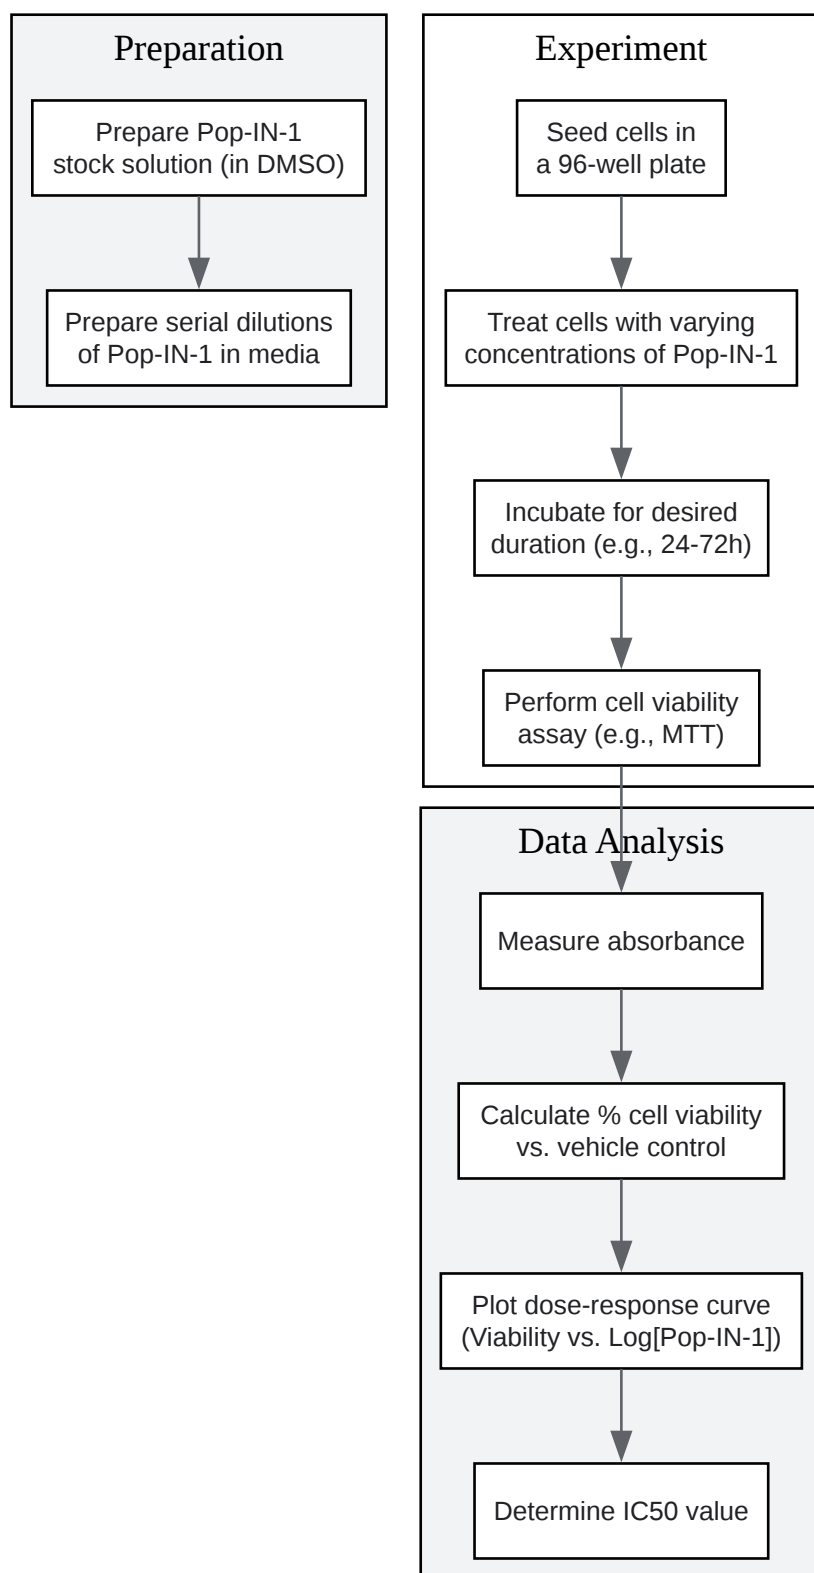 Preparation
Prepare Pop-IN-1
stock solution (in DMSO)
Prepare serial dilutions
of Pop-IN-1 in media
Experiment
Seed cells in
a 96-well plate
Treat cells with varying
concentrations of Pop-IN-1
Incubate for desired
duration (e.g., 24-72h)
Perform cell viability
assay (e.g., MTT)
Data Analysis
Measure absorbance
Calculate % cell viability
vs. vehicle control
Plot dose-response curve
(Viability vs. Log[Pop-IN-1])
Determine IC50 value